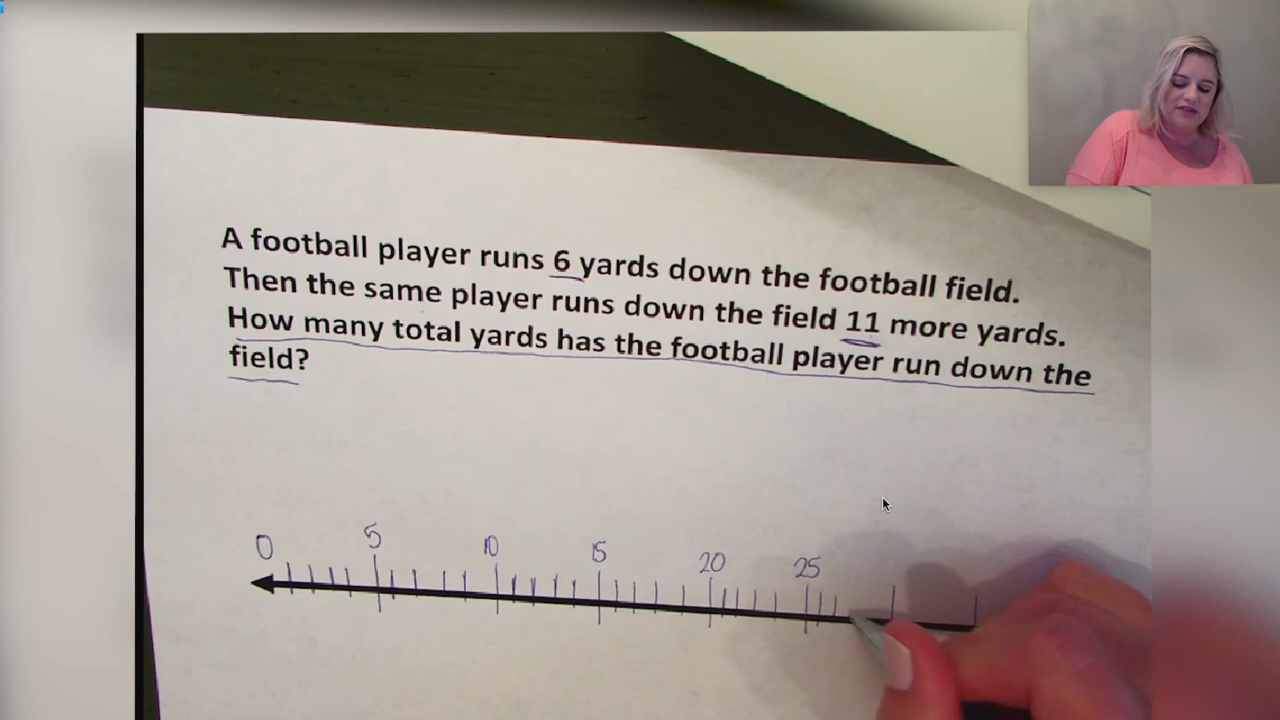 A football player runs 6 yards down the football field.
Then the same player runs down the field 11 more yards.
How many total yards has the football player run down the
field?
0 5 10 15 20 25